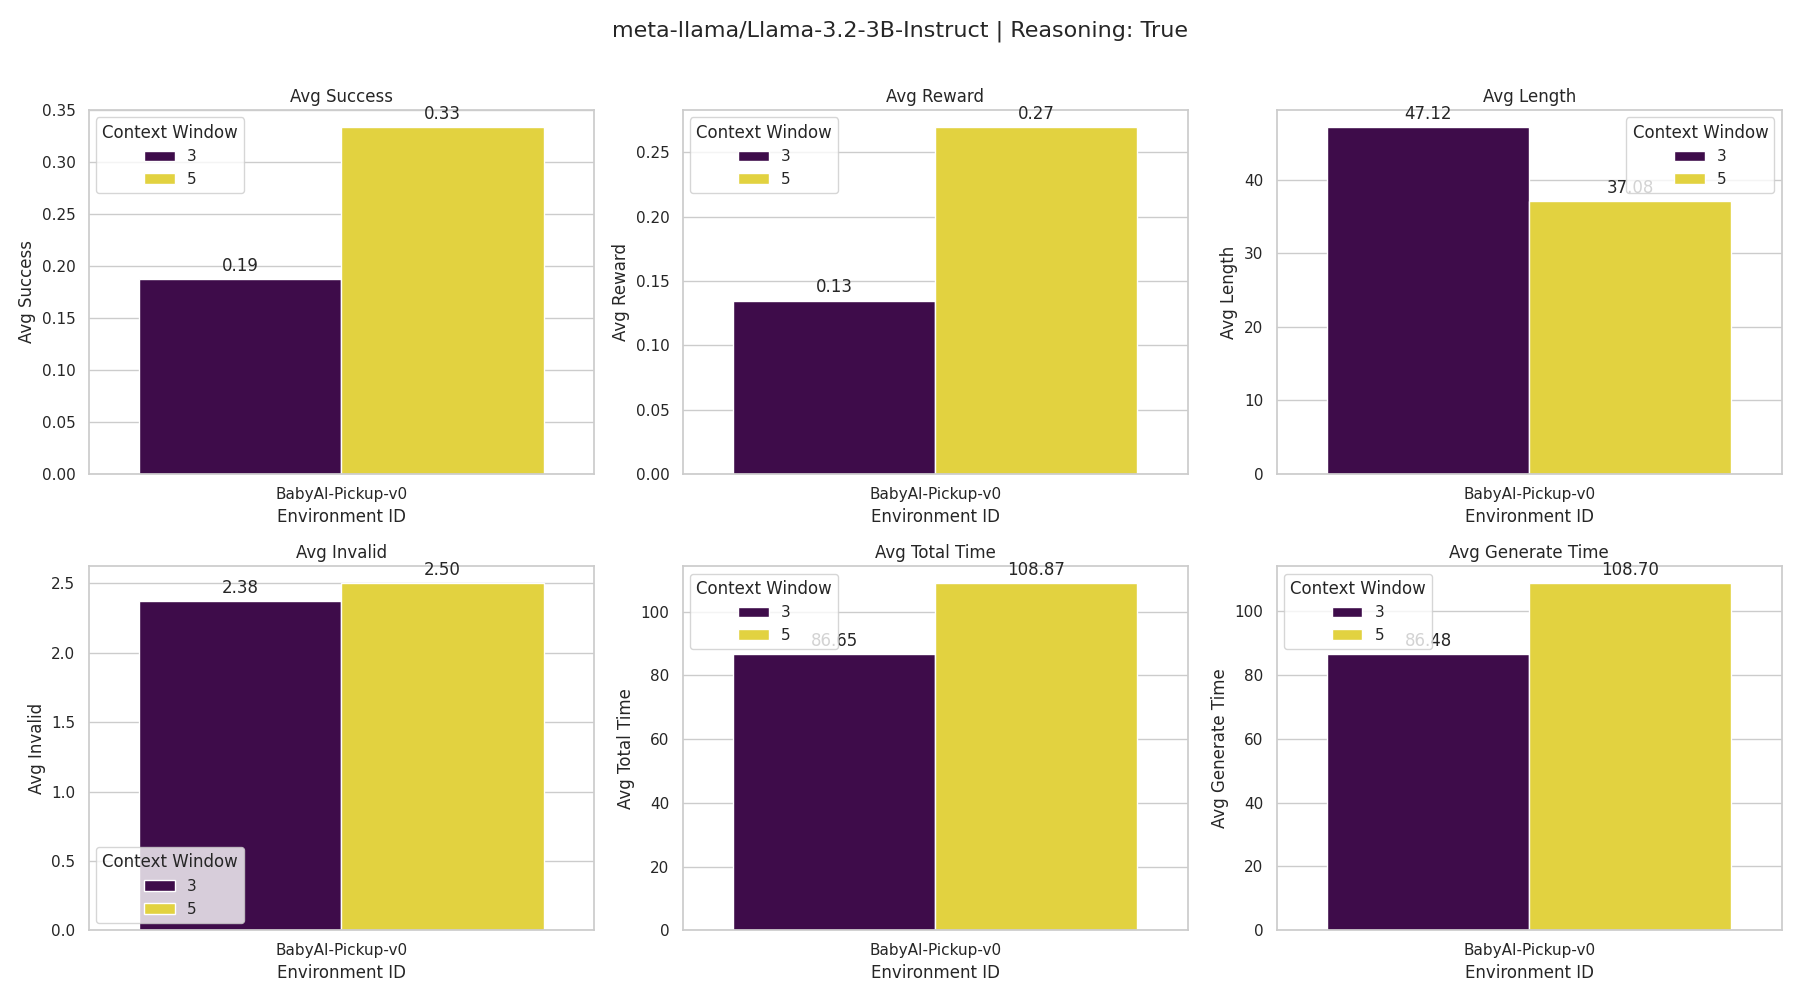 meta-llama/Llama-3.2-3B-Instruct | Reasoning: True
Avg Success
0.35
0.30
0.25
0.20
0.15
0.10
0.05
0.00
Avg Success
Context Window
3
5
0.19
0.33
BabyAI-Pickup-v0
Environment ID
Avg Reward
0.25
0.20
0.15
0.10
0.05
0.00
Avg Reward
Context Window
3
5
0.13
0.27
BabyAI-Pickup-v0
Environment ID
Avg Length
40
30
20
10
0
Avg Length
Context Window
3
5
47.12
37.08
BabyAI-Pickup-v0
Environment ID
Avg Invalid
2.5
2.0
1.5
1.0
0.5
0.0
Avg Invalid
Context Window
3
5
2.38
2.50
BabyAI-Pickup-v0
Environment ID
Avg Total Time
100
80
60
40
20
0
Avg Total Time
Context Window
3
5
86.65
108.87
BabyAI-Pickup-v0
Environment ID
Avg Generate Time
100
80
60
40
20
0
Avg Generate Time
Context Window
3
5
86.48
108.70
BabyAI-Pickup-v0
Environment ID